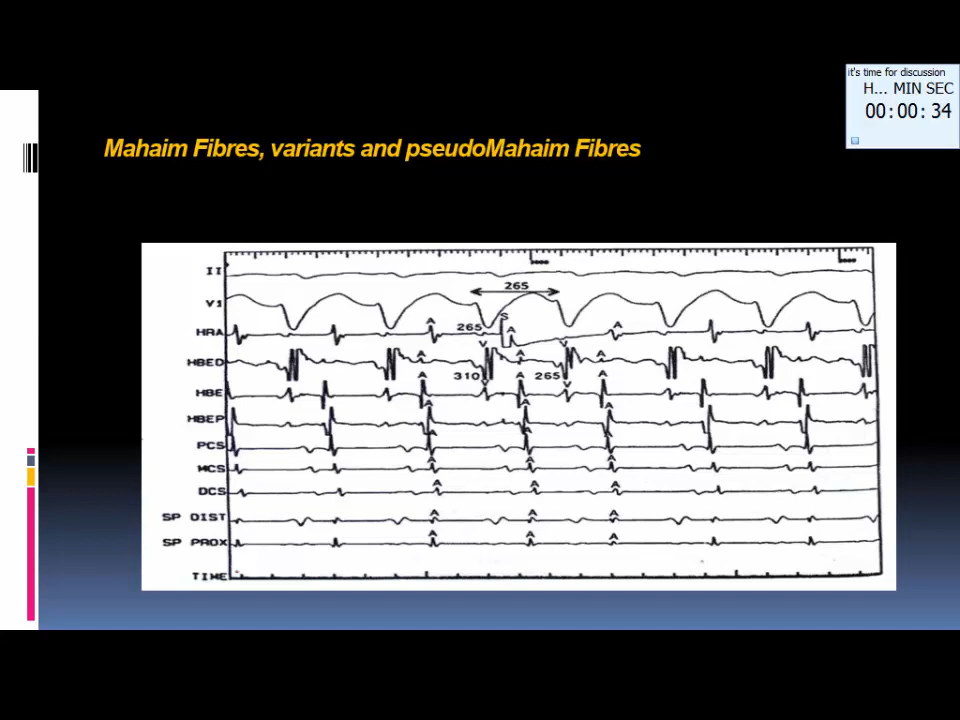 it's time for discussion
H... MIN SEC
00:00:34
Mahaim Fibres, variants and pseudoMahaim Fibres
II
265
V1
S
A
265
A
A
HRA
V
V
HBED
A
A
A
A
310
A
265
A
V
V
HBE
A
A
A
HBEP
A
A
A
PCS
A
A
A
MCS
A
A
A
DCS
A
A
A
SP DIST
A
A
A
SP PROX
TIME